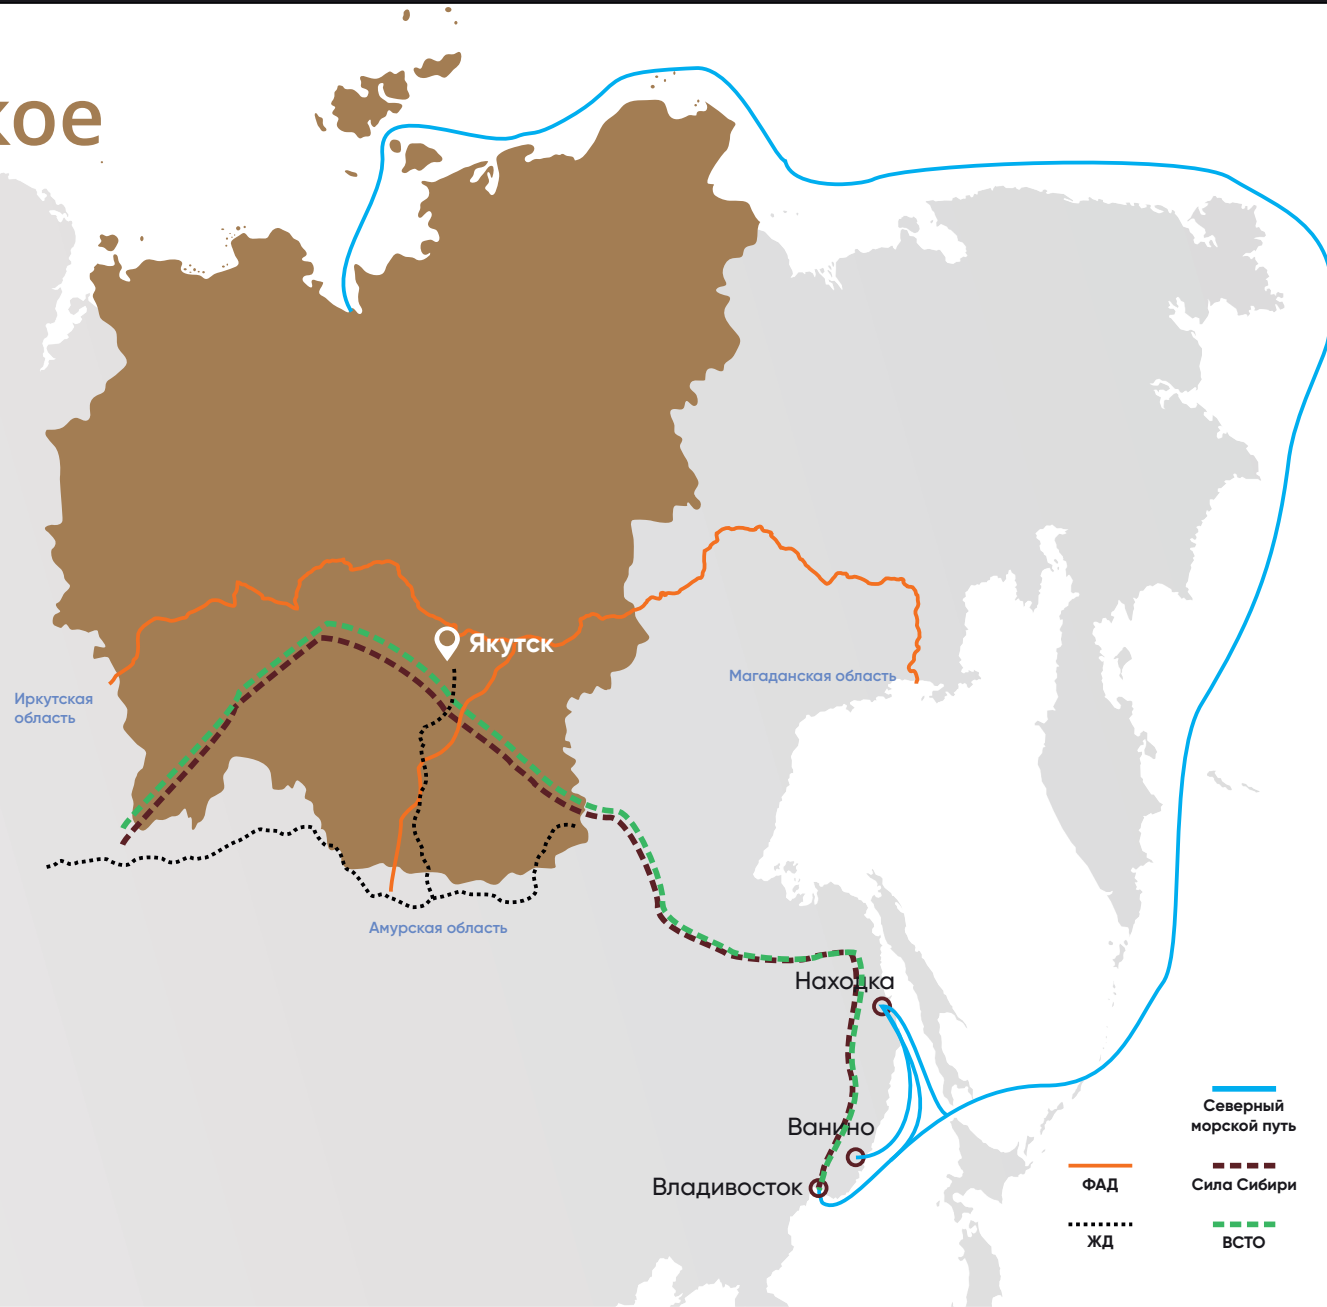 кое
Якутск
Иркутская
область
Магаданская область
Амурская область
Находка
Ванино
Владивосток
Северный
морской путь
ФАД
Сила Сибири
ЖД
ВСТО